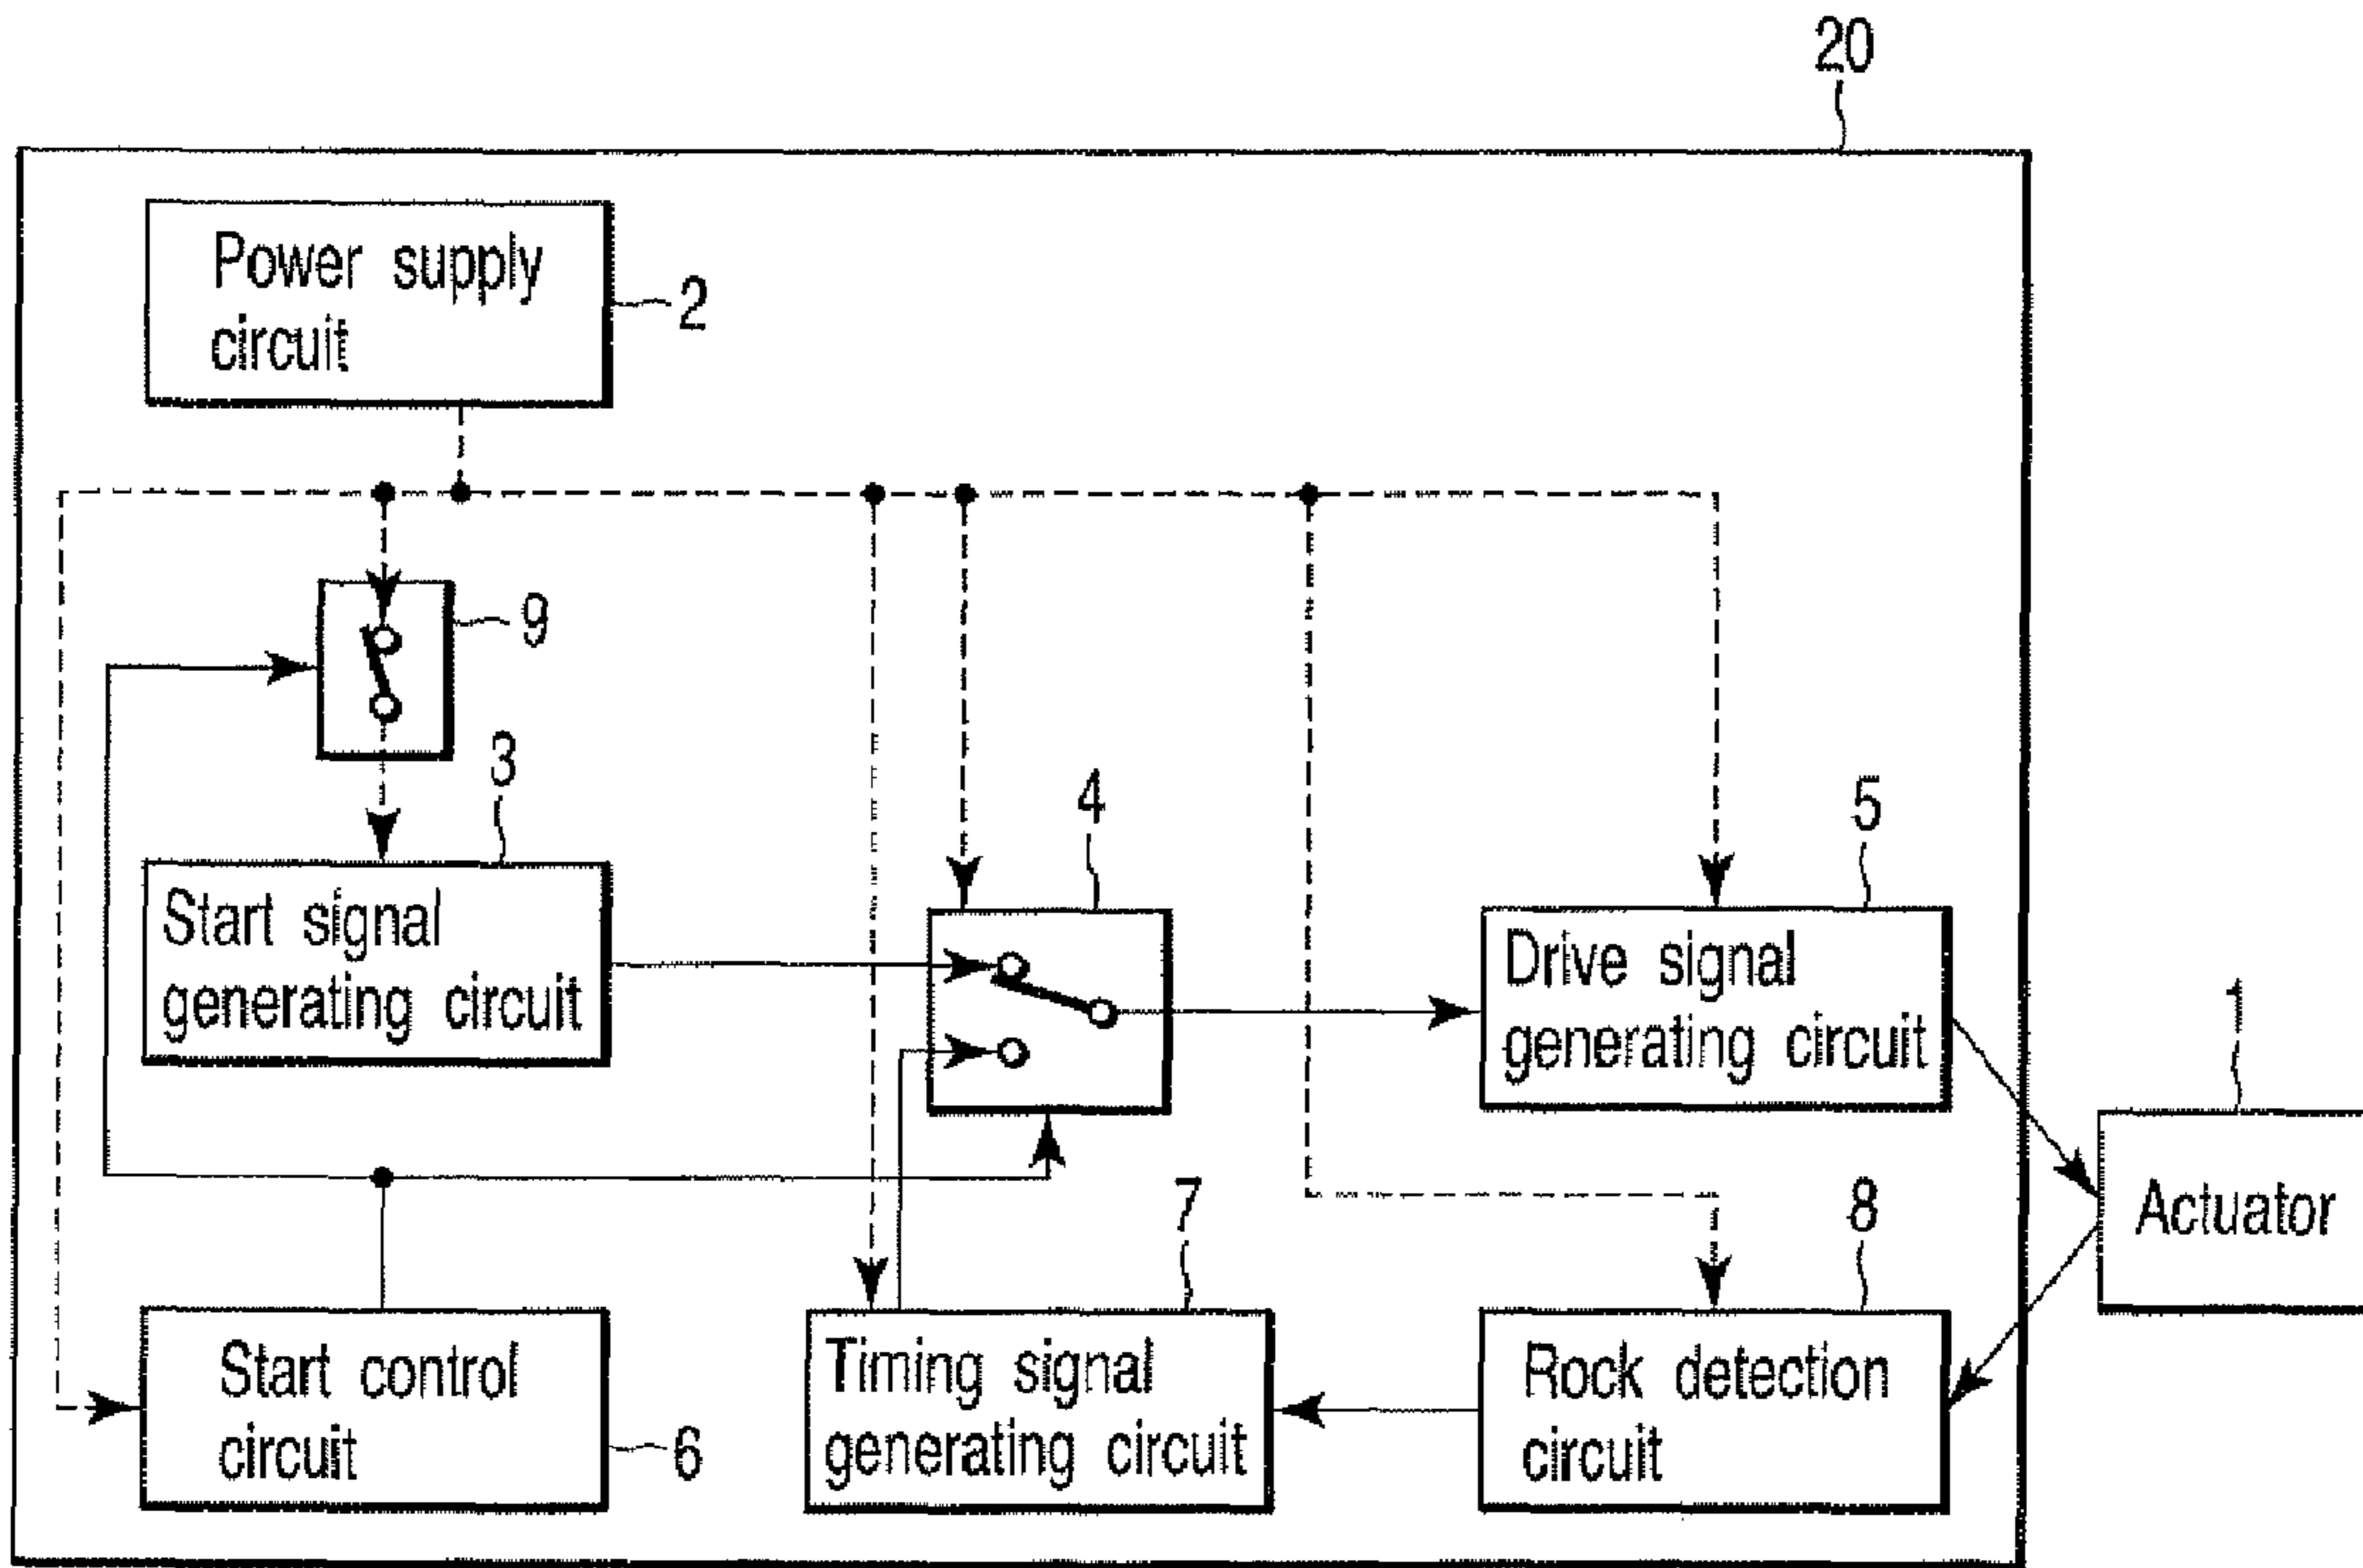 20
Power supply
circuit
2
9
3
Start signal
generating circuit
4
5
Drive signal
generating circuit
1
Actuator
Start control
circuit
6
7
Timing signal
generating circuit
8
Rock detection
circuit